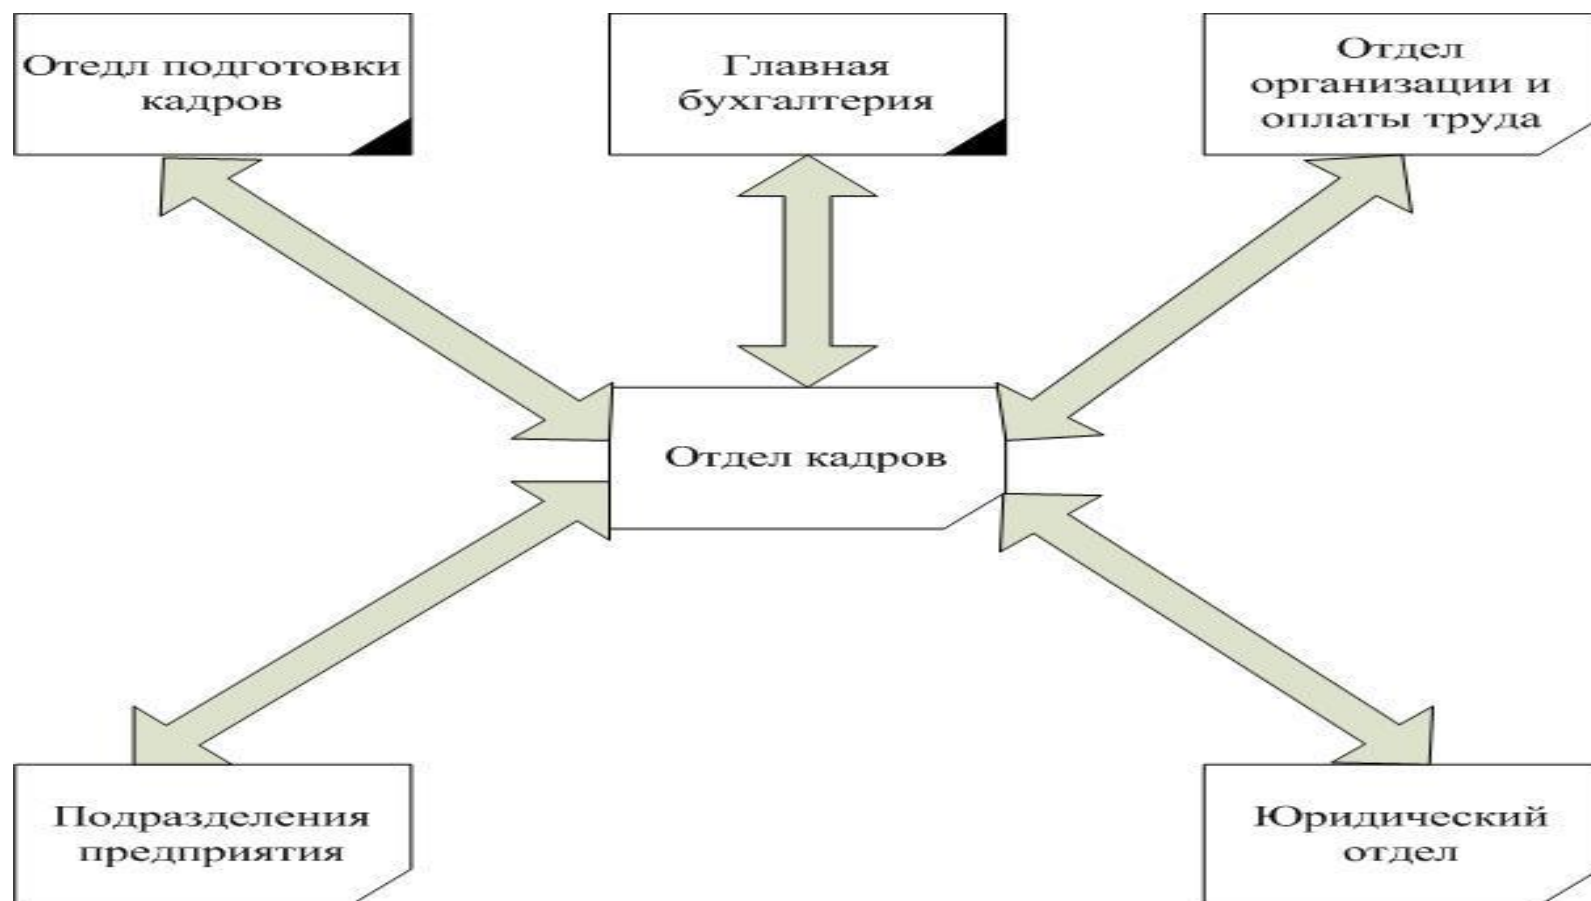 Отедл подготовки
кадров
Главная
бухгалтерия
Отдел
организации и
оплаты труда
Отдел кадров
Подразделения
предприятия
Юридический
отдел